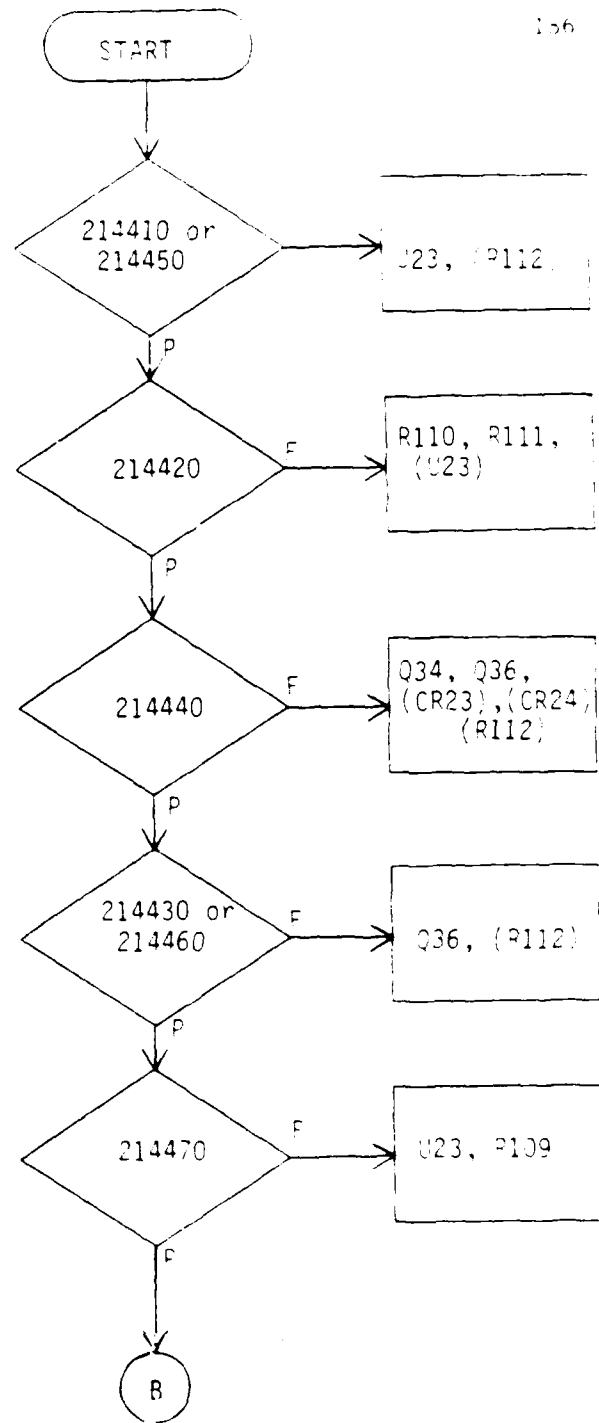 156
START
214410 or
214450
U23, (R112)
P
214420
F
R110, R111,
(U23)
P
214440
F
Q34, Q36,
(CR23),(CR24)
(R112)
P
214430 or
214460
F
Q36, (R112)
P
214470
F
U23, R109
P
B